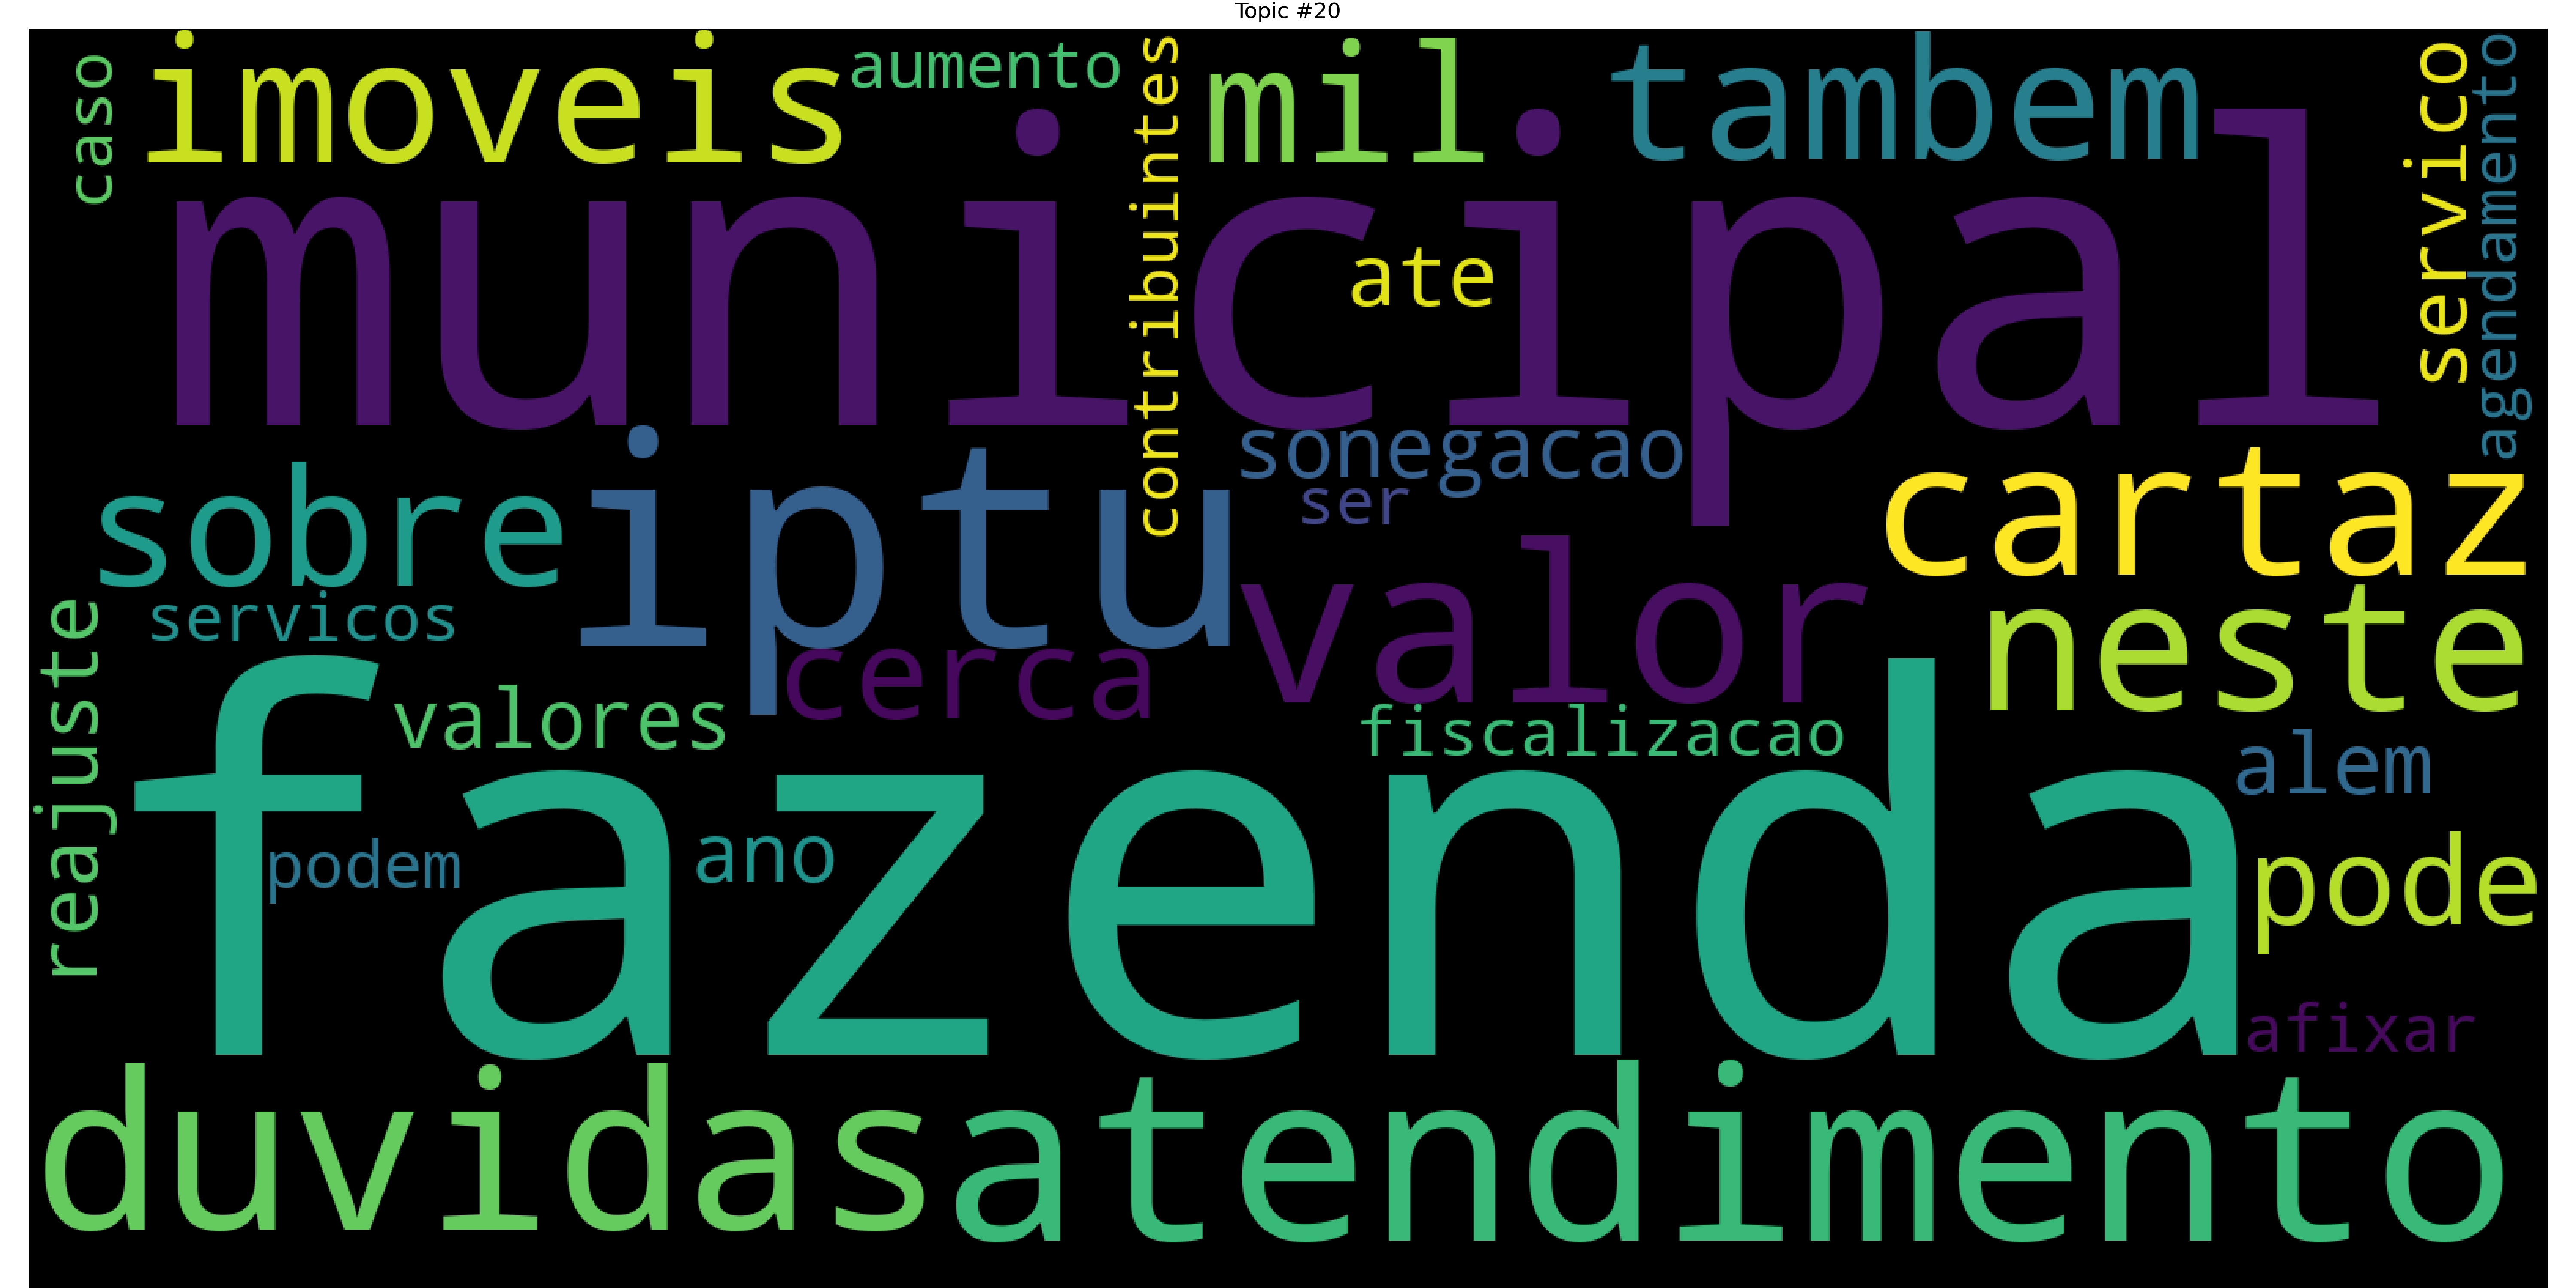 Topic #20
caso
imoveis
aumento
contribuintes
mil
tambem
servico
agendamento
municipal
ate
sobre
iptu
sonegacao
ser
cartaz
servicos
valor
neste
reajuste
cerca
valores
fiscalizacao
alem
fazenda
podem
ano
pode
afixar
duvidas
atendimento